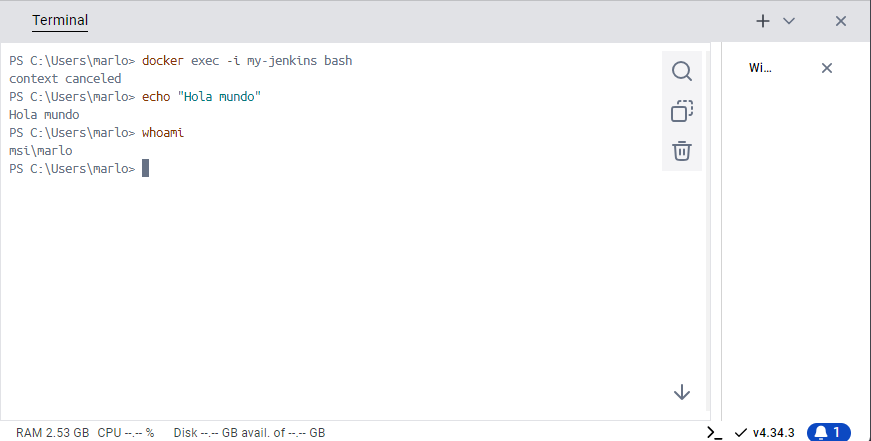 Terminal
PS C:\Users\marlo> docker exec -i my-jenkins bash
context canceled
PS C:\Users\marlo> echo "Hola mundo"
Hola mundo
PS C:\Users\marlo> whoami
msi\marlo
PS C:\Users\marlo>
Wi...
RAM 2.53 GB CPU --.-- % Disk --.-- GB avail. of --.-- GB
v4.34.3
1